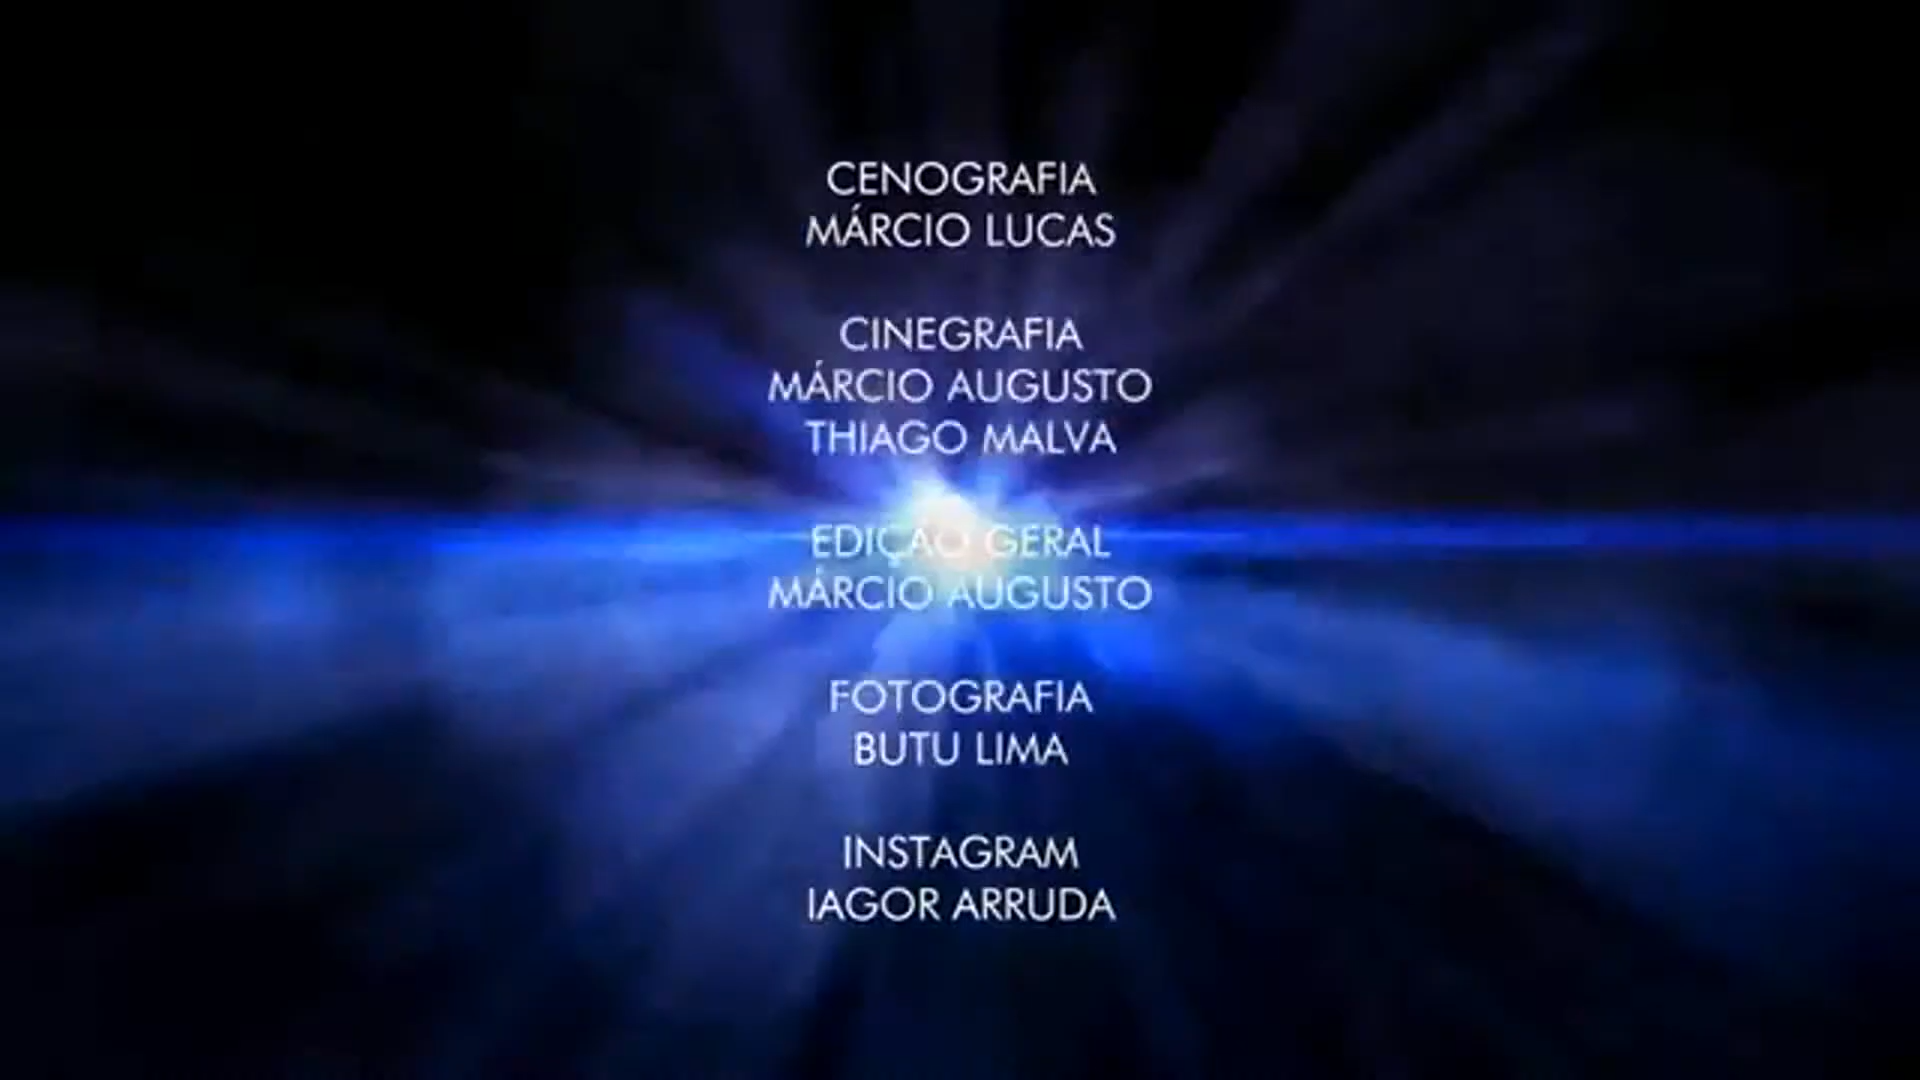 CENOGRAFIA
MÁRCIO LUCAS
CINEGRAFIA
MÁRCIO AUGUSTO
THIAGO MALVA
EDIÇÃO GERAL
MÁRCIO AUGUSTO
FOTOGRAFIA
BUTU LIMA
INSTAGRAM
IAGOR ARRUDA